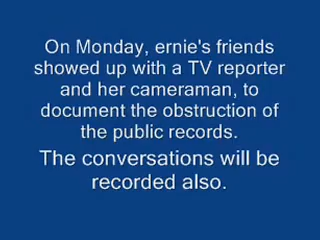 On Monday, ernie's friends
showed up with a TV reporter
and her cameraman, to
document the obstruction of
the public records.
The conversations will be
recorded also.